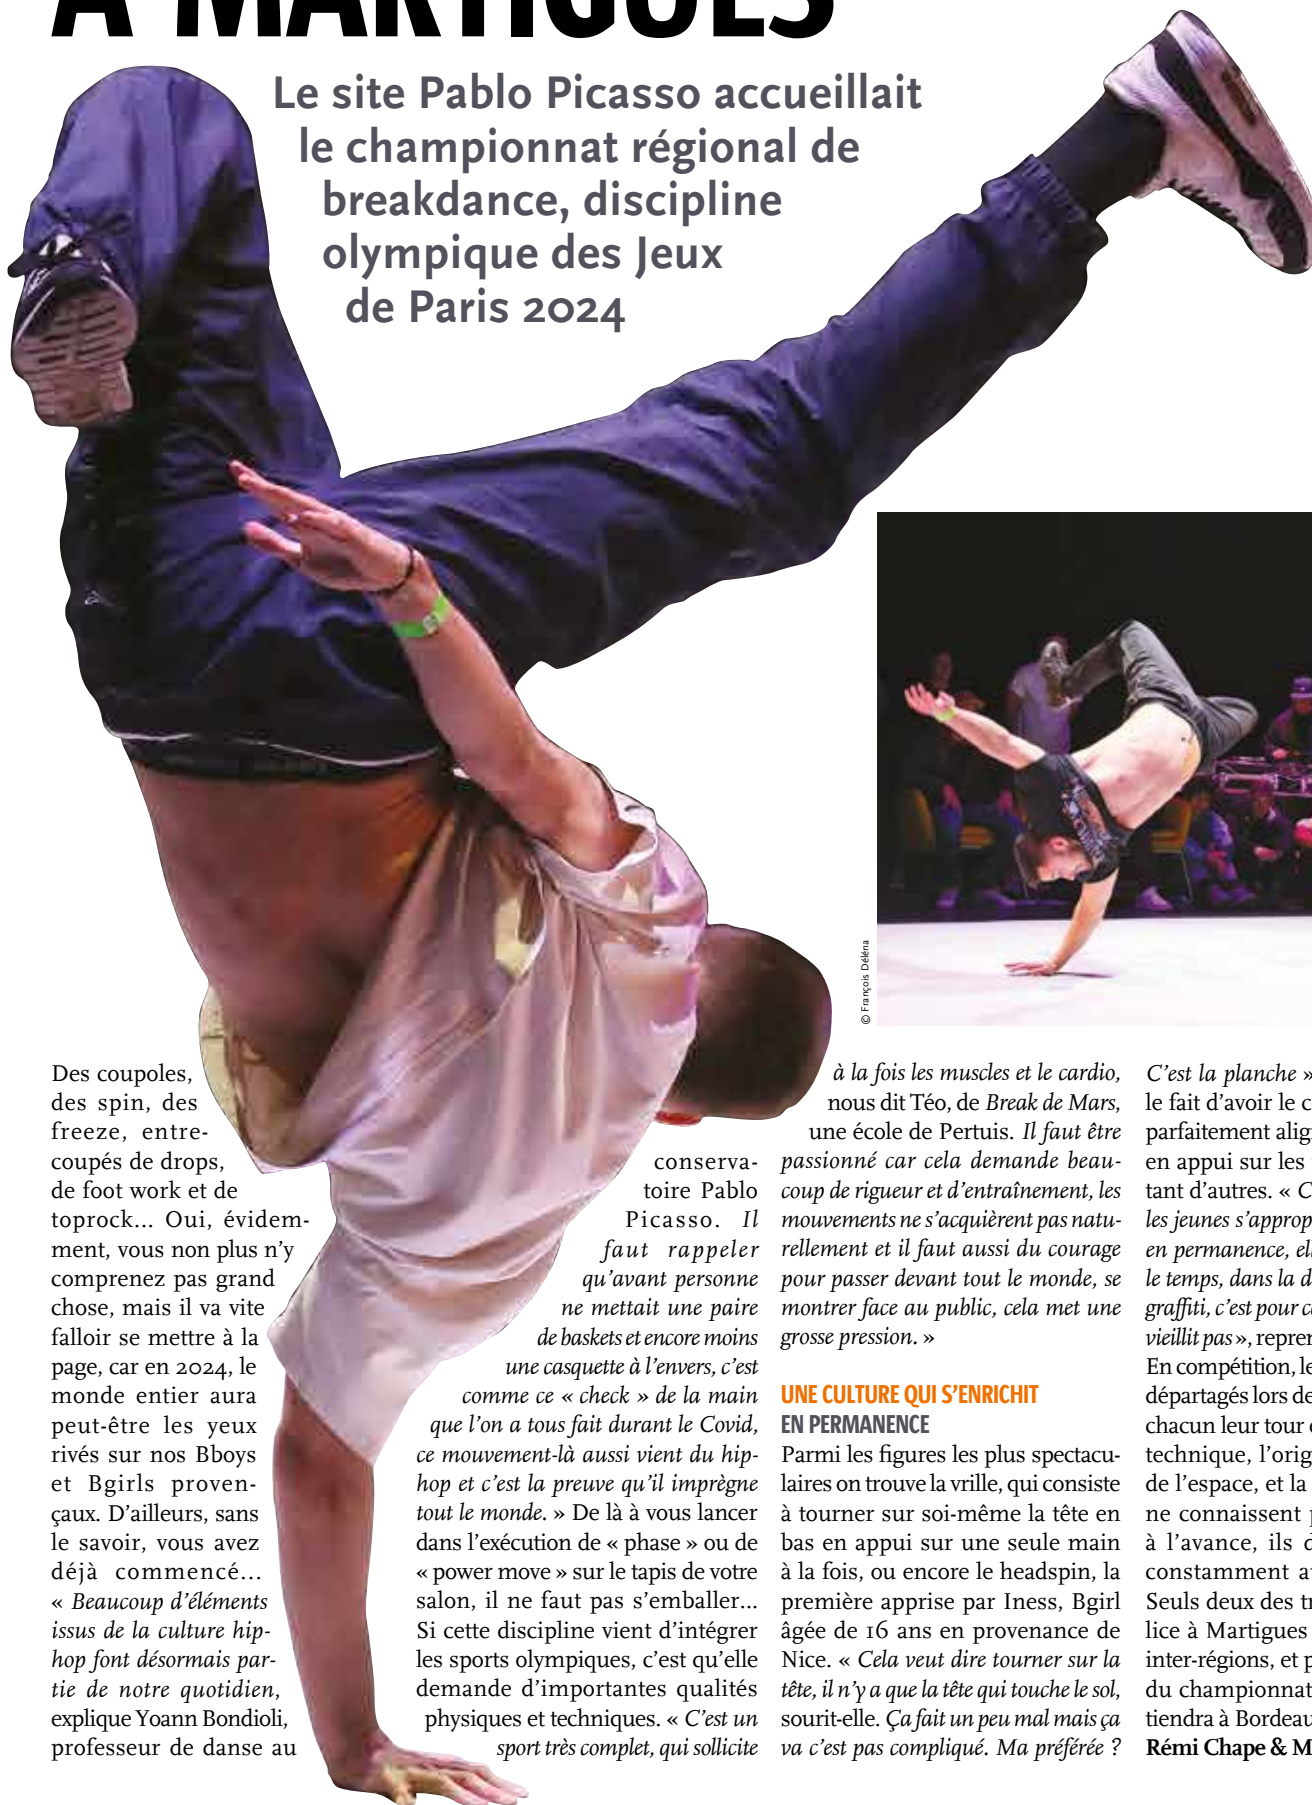 À MARTIGUES
Le site Pablo Picasso accueillait
le championnat régional de
breakdance, discipline
olympique des Jeux
de Paris 2024
© François Déléna
Des coupoles,
des spin, des
freeze, entre-
coupés de drops,
de foot work et de
toprock... Oui, évidem-
ment, vous non plus n'y
comprenez pas grand
chose, mais il va vite
falloir se mettre à la
page, car en 2024, le
monde entier aura
peut-être les yeux
rivés sur nos Bboys
et Bgirls proven-
çaux. D'ailleurs, sans
le savoir, vous avez
déjà commencé...
« Beaucoup d'éléments
issus de la culture hip-
hop font désormais par-
tie de notre quotidien,
explique Yoann Bondioli,
professeur de danse au
conserva-
toire Pablo
Picasso. Il
faut rappeler
qu'avant personne
ne mettait une paire
de baskets et encore moins
une casquette à l'envers, c'est
comme ce « check » de la main
que l'on a tous fait durant le Covid,
ce mouvement-là aussi vient du hip-
hop et c'est la preuve qu'il imprègne
tout le monde. » De là à vous lancer
dans l'exécution de « phase » ou de
« power move » sur le tapis de votre
salon, il ne faut pas s'emballer...
Si cette discipline vient d'intégrer
les sports olympiques, c'est qu'elle
demande d'importantes qualités
physiques et techniques. « C'est un
sport très complet, qui sollicite
à la fois les muscles et le cardio,
nous dit Téo, de Break de Mars,
une école de Pertuis. Il faut être
passionné car cela demande beau-
coup de rigueur et d'entraînement, les
mouvements ne s'acquièrent pas natu-
rellement et il faut aussi du courage
pour passer devant tout le monde, se
montrer face au public, cela met une
grosse pression. »
UNE CULTURE QUI S'ENRICHIT
EN PERMANENCE
Parmi les figures les plus spectacu-
laires on trouve la vrille, qui consiste
à tourner sur soi-même la tête en
bas en appui sur une seule main
à la fois, ou encore le headspin, la
première apprise par Iness, Bgirl
âgée de 16 ans en provenance de
Nice. « Cela veut dire tourner sur la
tête, il n'y a que la tête qui touche le sol,
sourit-elle. Ça fait un peu mal mais ça
va c'est pas compliqué. Ma préférée ?
C'est la planche »
le fait d'avoir le c
parfaitement alig
en appui sur les
tant d'autres. « C
les jeunes s'approp
en permanence, el
le temps, dans la d
graffiti, c'est pour c
vieillit pas », repre
En compétition, le
départagés lors de
chacun leur tour
technique, l'orig
de l'espace, et la
ne connaissent p
à l'avance, ils d
constamment a
Seuls deux des tr
lice à Martigues
inter-régions, et p
du championnat
tiendra à Bordeau
Rémi Chape & M